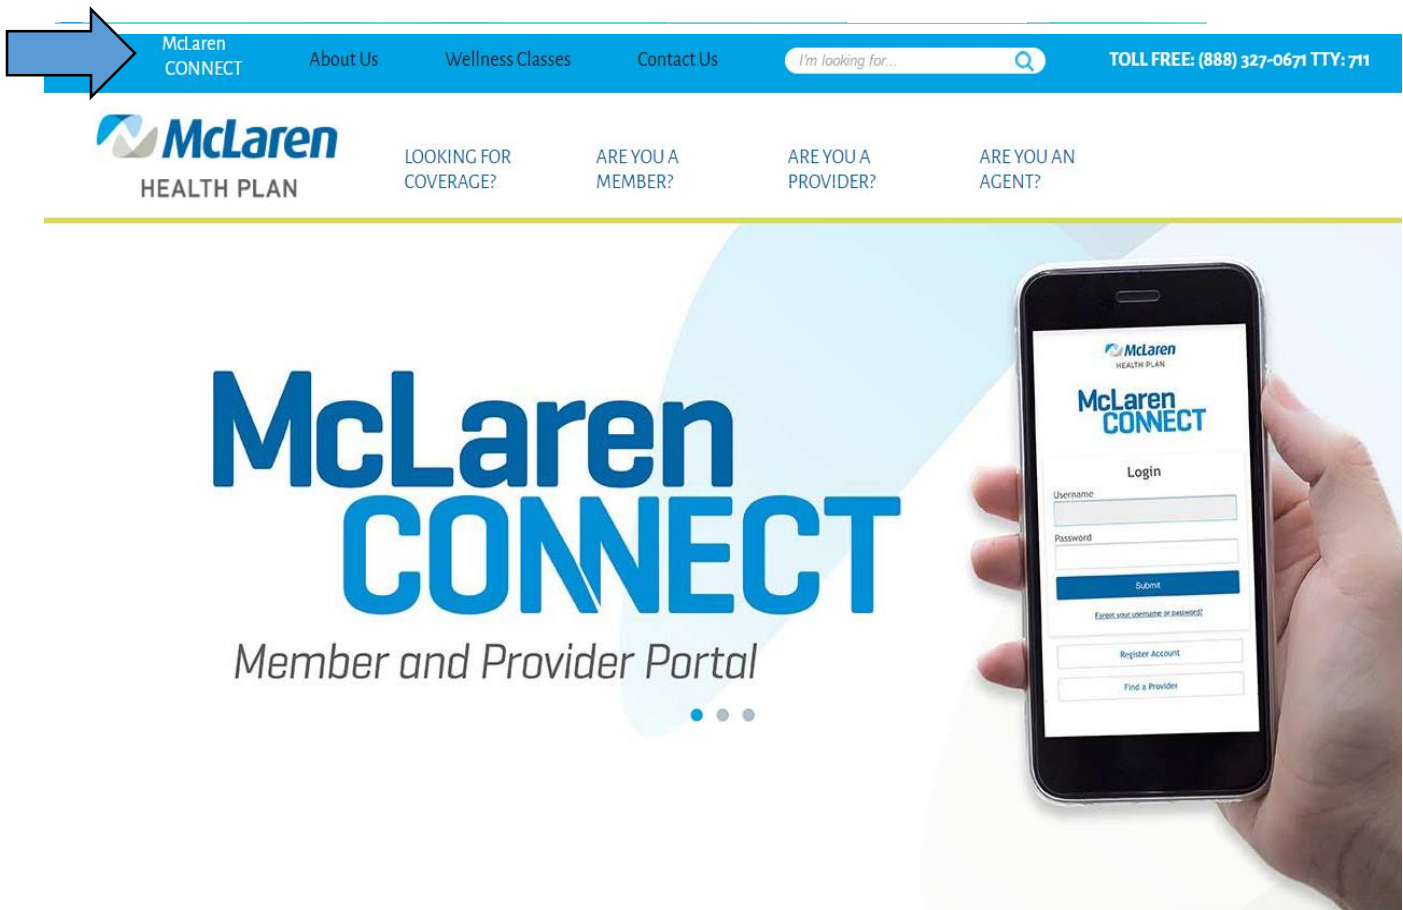 McLaren
CONNECT
About Us
Wellness Classes
Contact Us
I'm looking for...
TOLL FREE: (888) 327-0671 TTY: 711
McLaren
HEALTH PLAN
LOOKING FOR
COVERAGE?
ARE YOU A
MEMBER?
ARE YOU A
PROVIDER?
ARE YOU AN
AGENT?
McLaren
CONNECT
Member and Provider Portal
McLaren
HEALTH PLAN
McLaren
CONNECT
Login
Username
Password
Submit
Forgot your username or password?
Register Account
Find a Provider